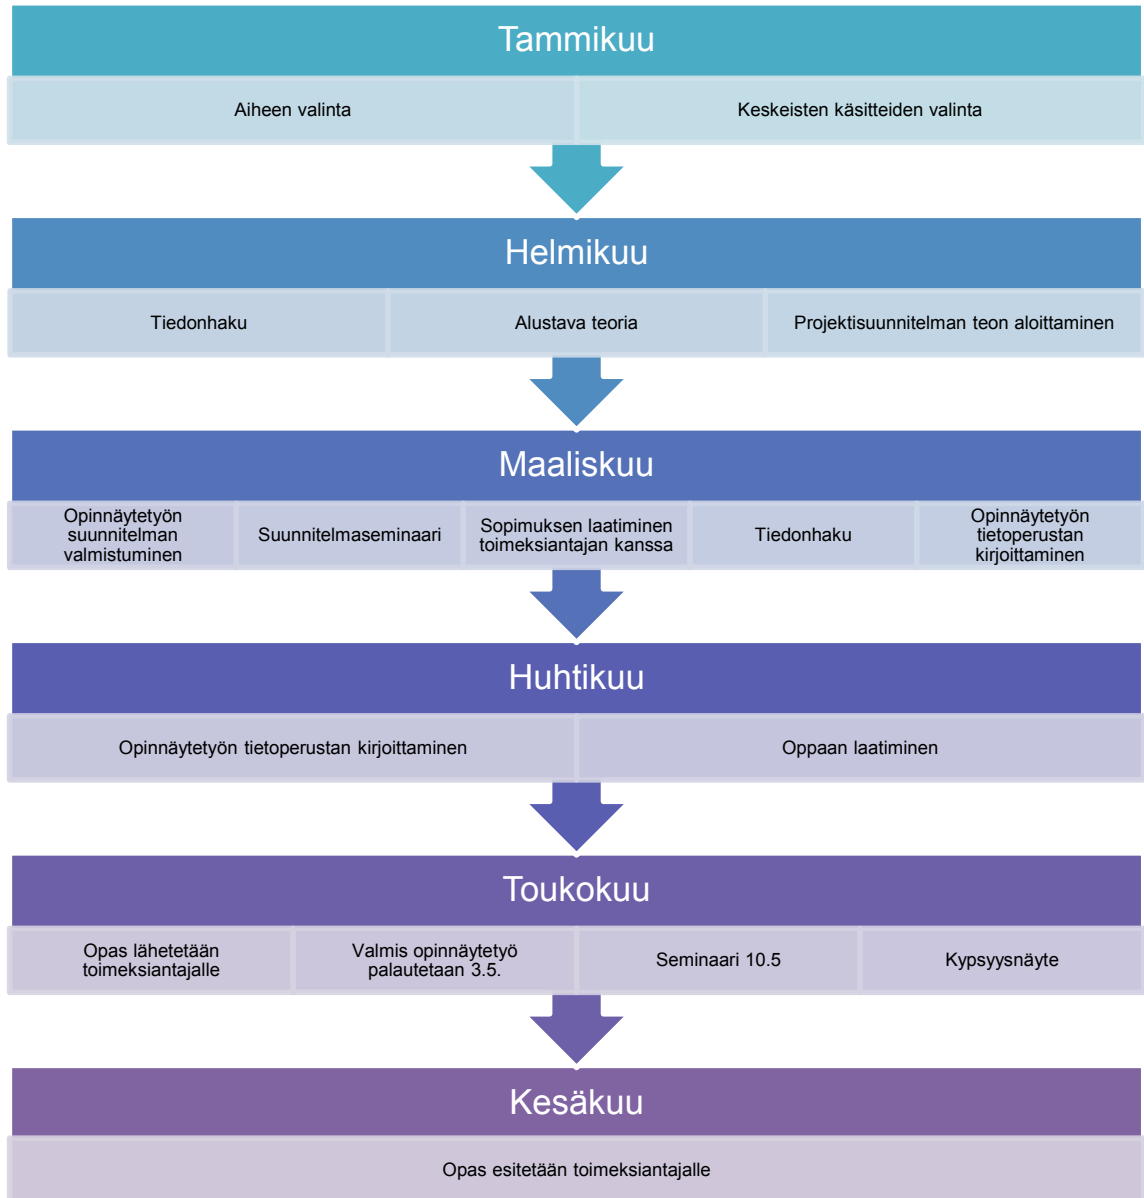 Tammikuu
Aiheen valinta
Keskeisten käsitteiden valinta
Helmikuu
Tiedonhaku
Alustava teoria
Projektisuunnitelman teon aloittaminen
Maaliskuu
Opinnäytetyön
suunnitelman
valmistuminen
Suunnitelmaseminaari
Sopimuksen laatiminen
toimeksiantajan kanssa
Tiedonhaku
Opinnäytetyön
tietoperustan
kirjoittaminen
Huhtikuu
Opinnäytetyön tietoperustan kirjoittaminen
Oppaan laatiminen
Toukokuu
Opas lähetetään
toimeksiantajalle
Valmis opinnäytetyö
palautetaan 3.5.
Seminaari 10.5
Kypsyysnäyte
Kesäkuu
Opas esitetään toimeksiantajalle